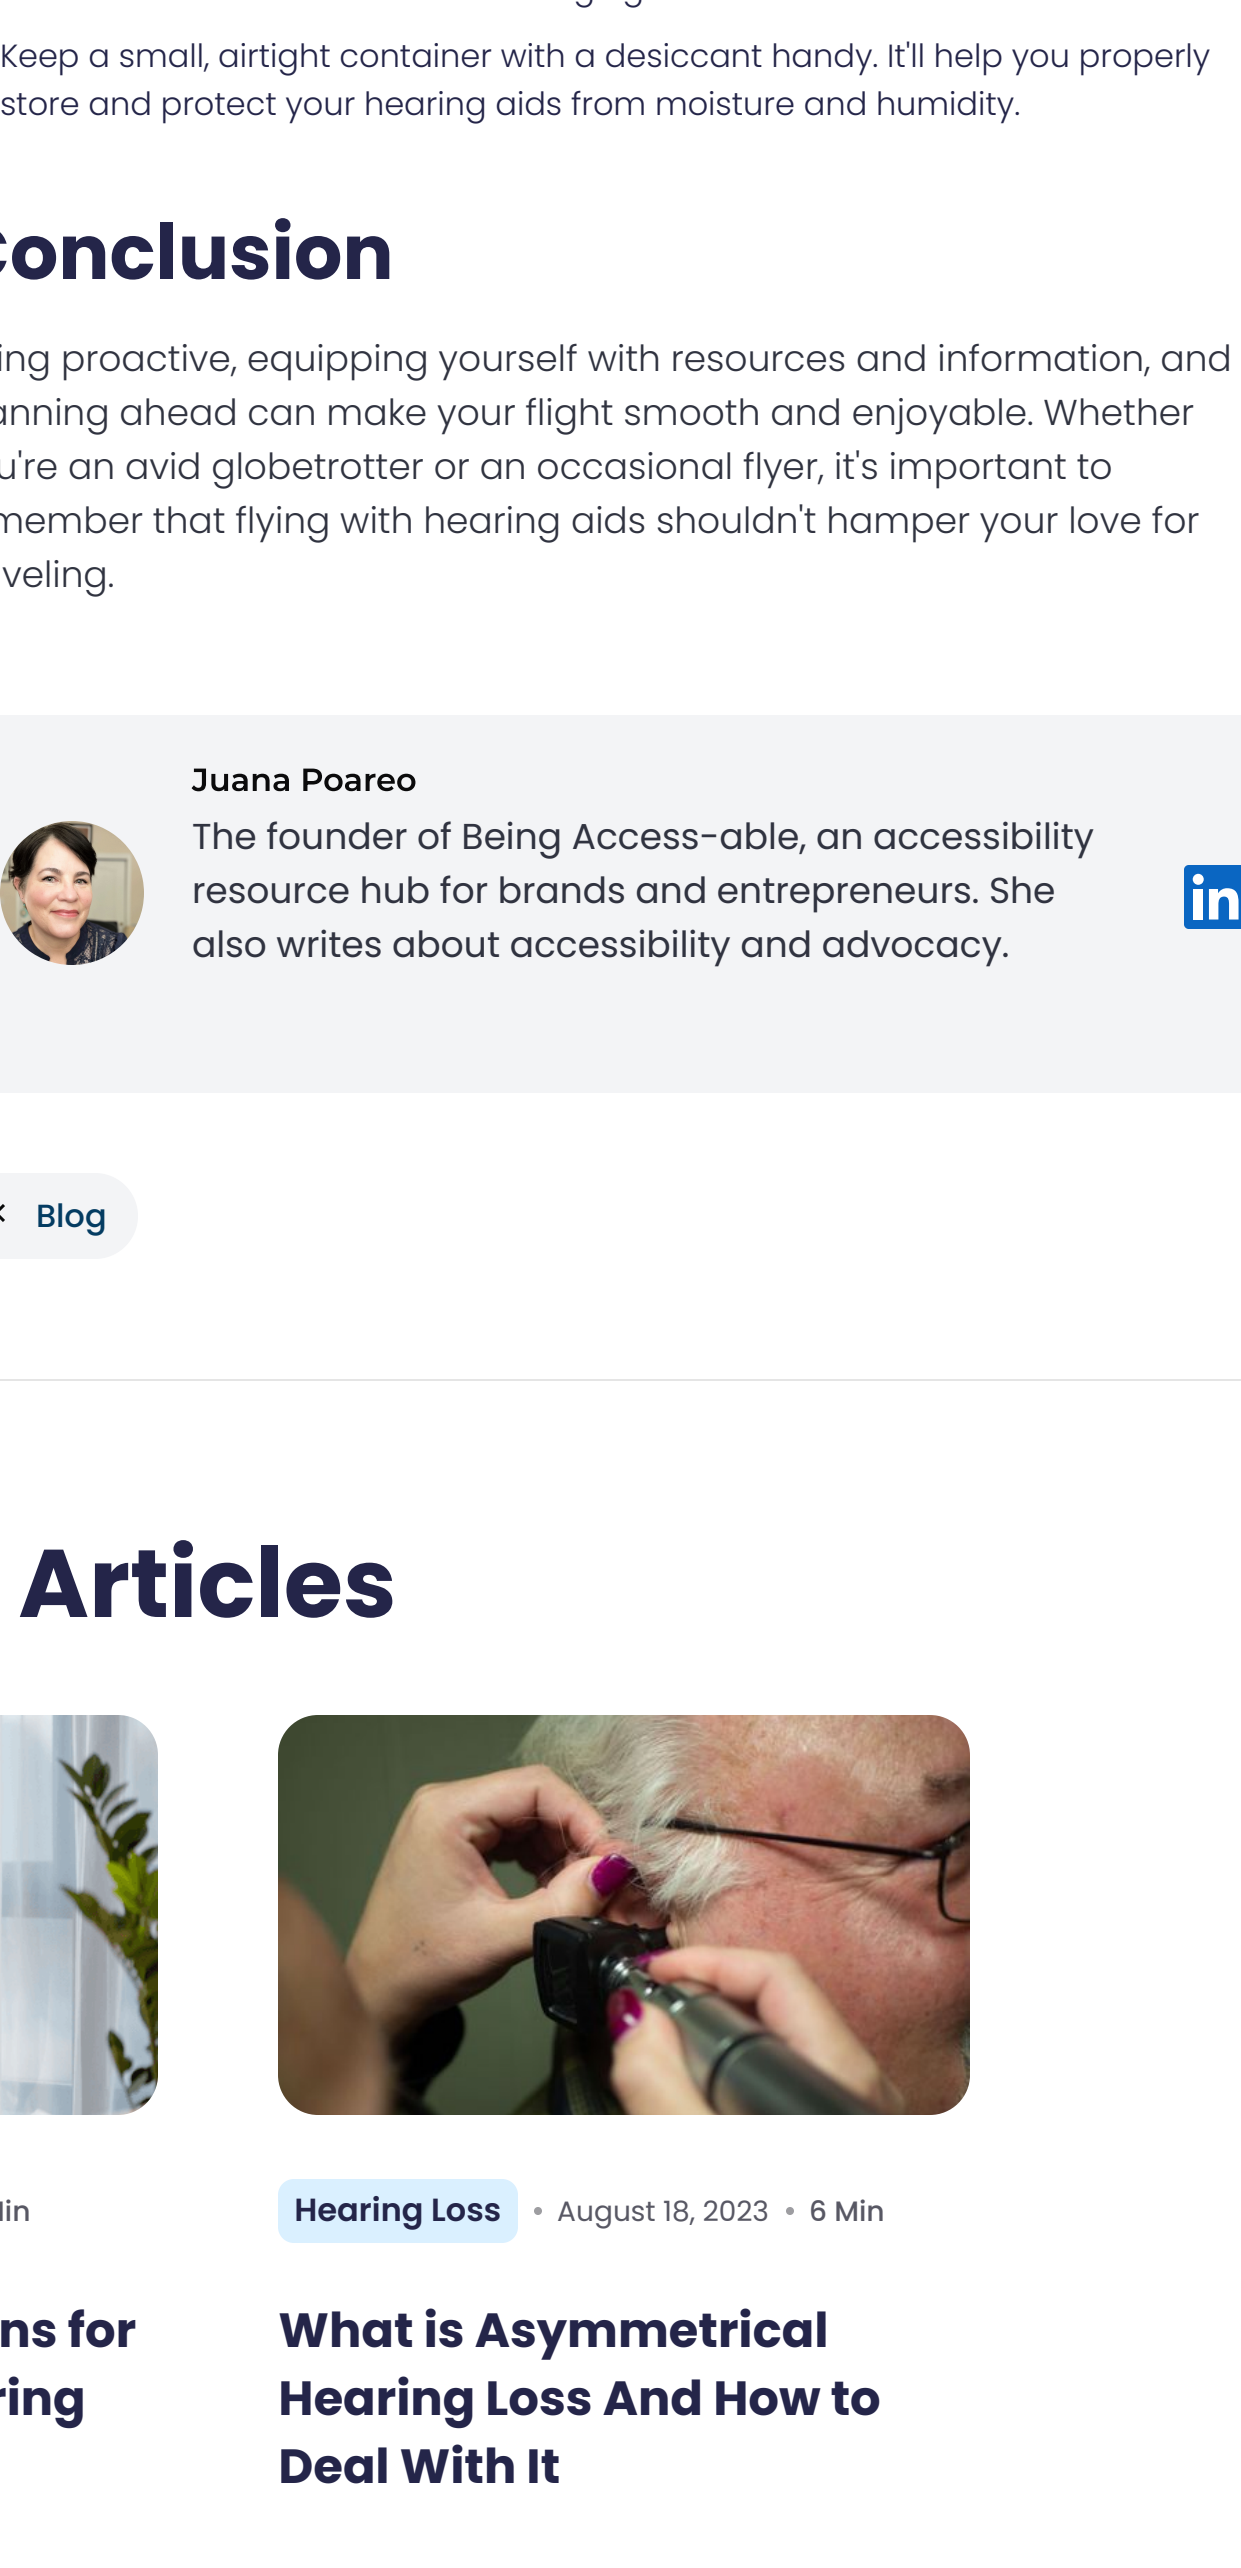 Keep a small, airtight container with a desiccant handy. It'll help you properly
store and protect your hearing aids from moisture and humidity.
Conclusion
ing proactive, equipping yourself with resources and information, and
anning ahead can make your flight smooth and enjoyable. Whether
u're an avid globetrotter or an occasional flyer, it's important to
member that flying with hearing aids shouldn't hamper your love for
veling.
Juana Poareo
The founder of Being Access-able, an accessibility
resource hub for brands and entrepreneurs. She
also writes about accessibility and advocacy.
in
Blog
Articles
in
Hearing Loss • August 18, 2023 • 6 Min
ns for
ring
What is Asymmetrical
Hearing Loss And How to
Deal With It